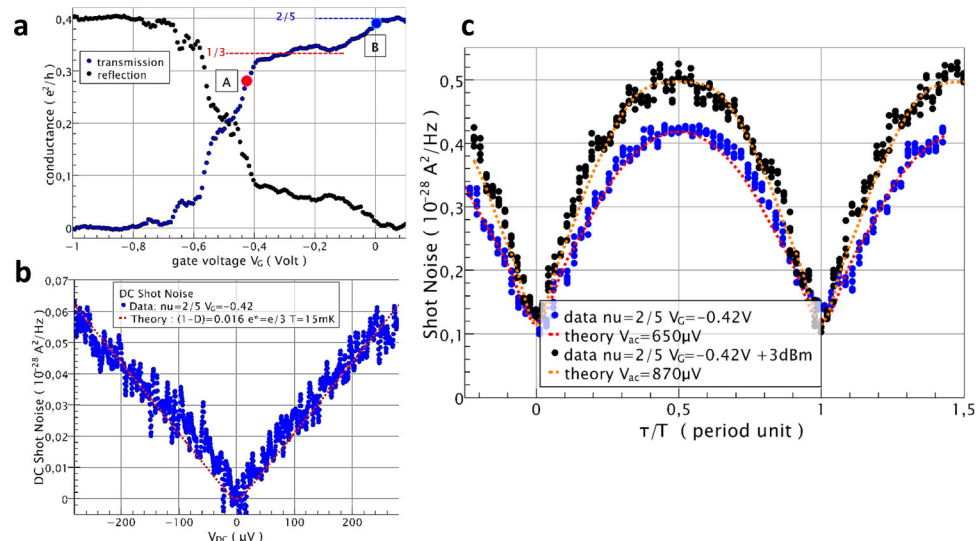 a
0,4
0,3
0,2
0,1
0
conductance (e²/h)
2/5
1/3
transmission
reflection
A
B
-1
-0,8
-0,6
-0,4
-0,2
0
gate voltage V_G ( Volt)
b
0,07
0,06
0,05
0,04
0,03
0,02
0,01
0
DC Shot Noise ( 10⁻²⁸ A²/Hz)
DC Shot Noise
Data: nu=2/5 V_G=-0.42
Theory : (1-D)=0.016 e*=e/3 T=15mK
-200
-100
0
100
200
V_DC ( µV)
c
0,5
0,4
0,3
0,2
0,1
Shot Noise ( 10⁻²⁸ A²/Hz)
data nu=2/5 V_G=-0.42V
theory V_ac=650µV
data nu=2/5 V_G=-0.42V +3dBm
theory V_ac=870µV
0
0,5
1
1,5
τ/T ( period unit)